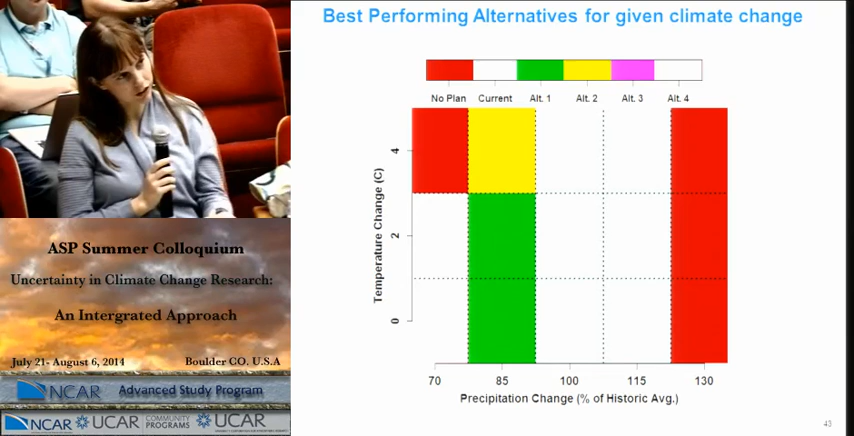 Best Performing Alternatives for given climate change
No Plan Current Alt. 1 Alt. 2 Alt. 3 Alt. 4
Temperature Change (C)
4
2
0
70 85 100 115 130
Precipitation Change (% of Historic Avg.)
43
ASP Summer Colloquium
Uncertainty in Climate Change Research:
An Intergrated Approach
July 21- August 6, 2014 Boulder CO. U.S.A
NCAR Advanced Study Program
NCAR UCAR COMMUNITY PROGRAMS UCAR